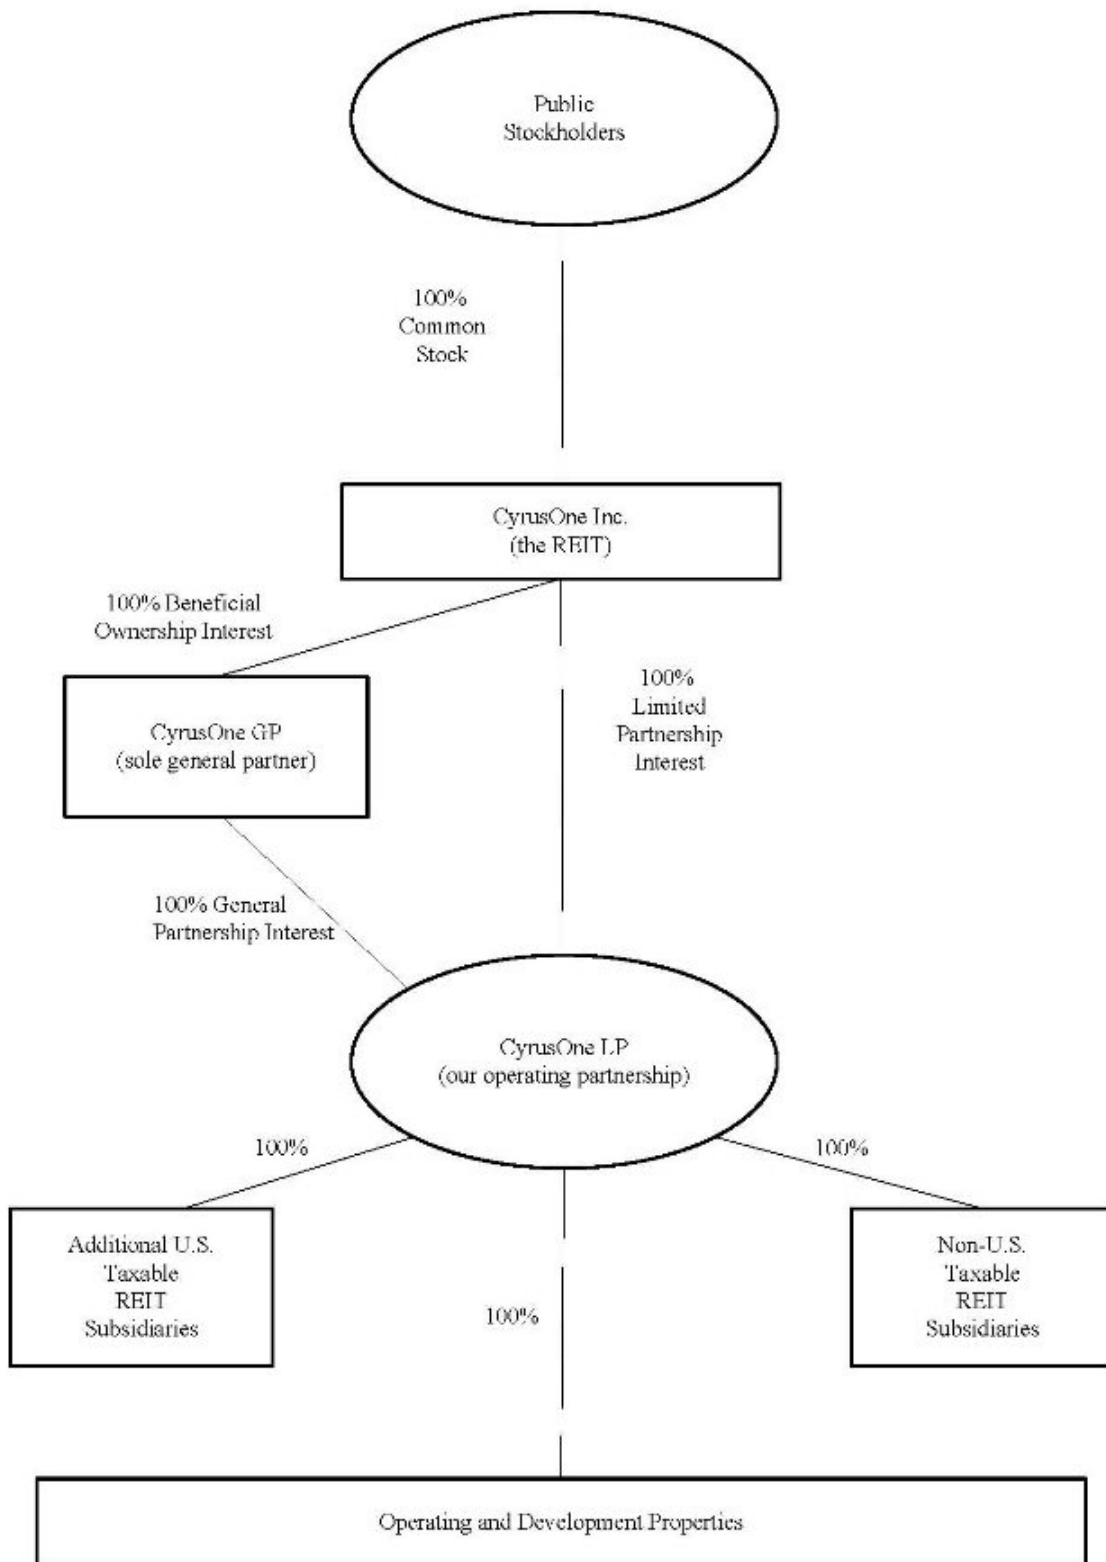 Public
Stockholders
100%
Common
Stock
CyrusOne Inc.
(the REIT)
100% Beneficial
Ownership Interest
100%
Limited
Partnership
Interest
CyrusOne GP
(sole general partner)
100% General
Partnership Interest
CyrusOne LP
(our operating partnership)
100%
100%
Additional U.S.
Taxable
REIT
Subsidiaries
Non-U.S.
Taxable
REIT
Subsidiaries
100%
Operating and Development Properties